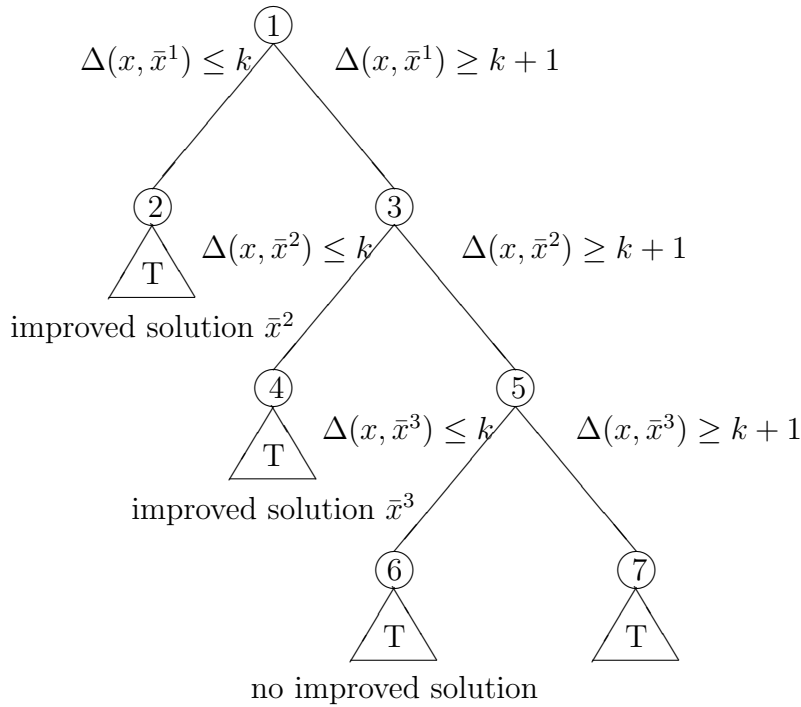 1
Δ(x, x̄¹) ≤ k
Δ(x, x̄¹) ≥ k + 1
2
3
Δ(x, x̄²) ≤ k
Δ(x, x̄²) ≥ k + 1
T
improved solution x̄²
4
5
Δ(x, x̄³) ≤ k
Δ(x, x̄³) ≥ k + 1
T
improved solution x̄³
6
7
T
T
no improved solution